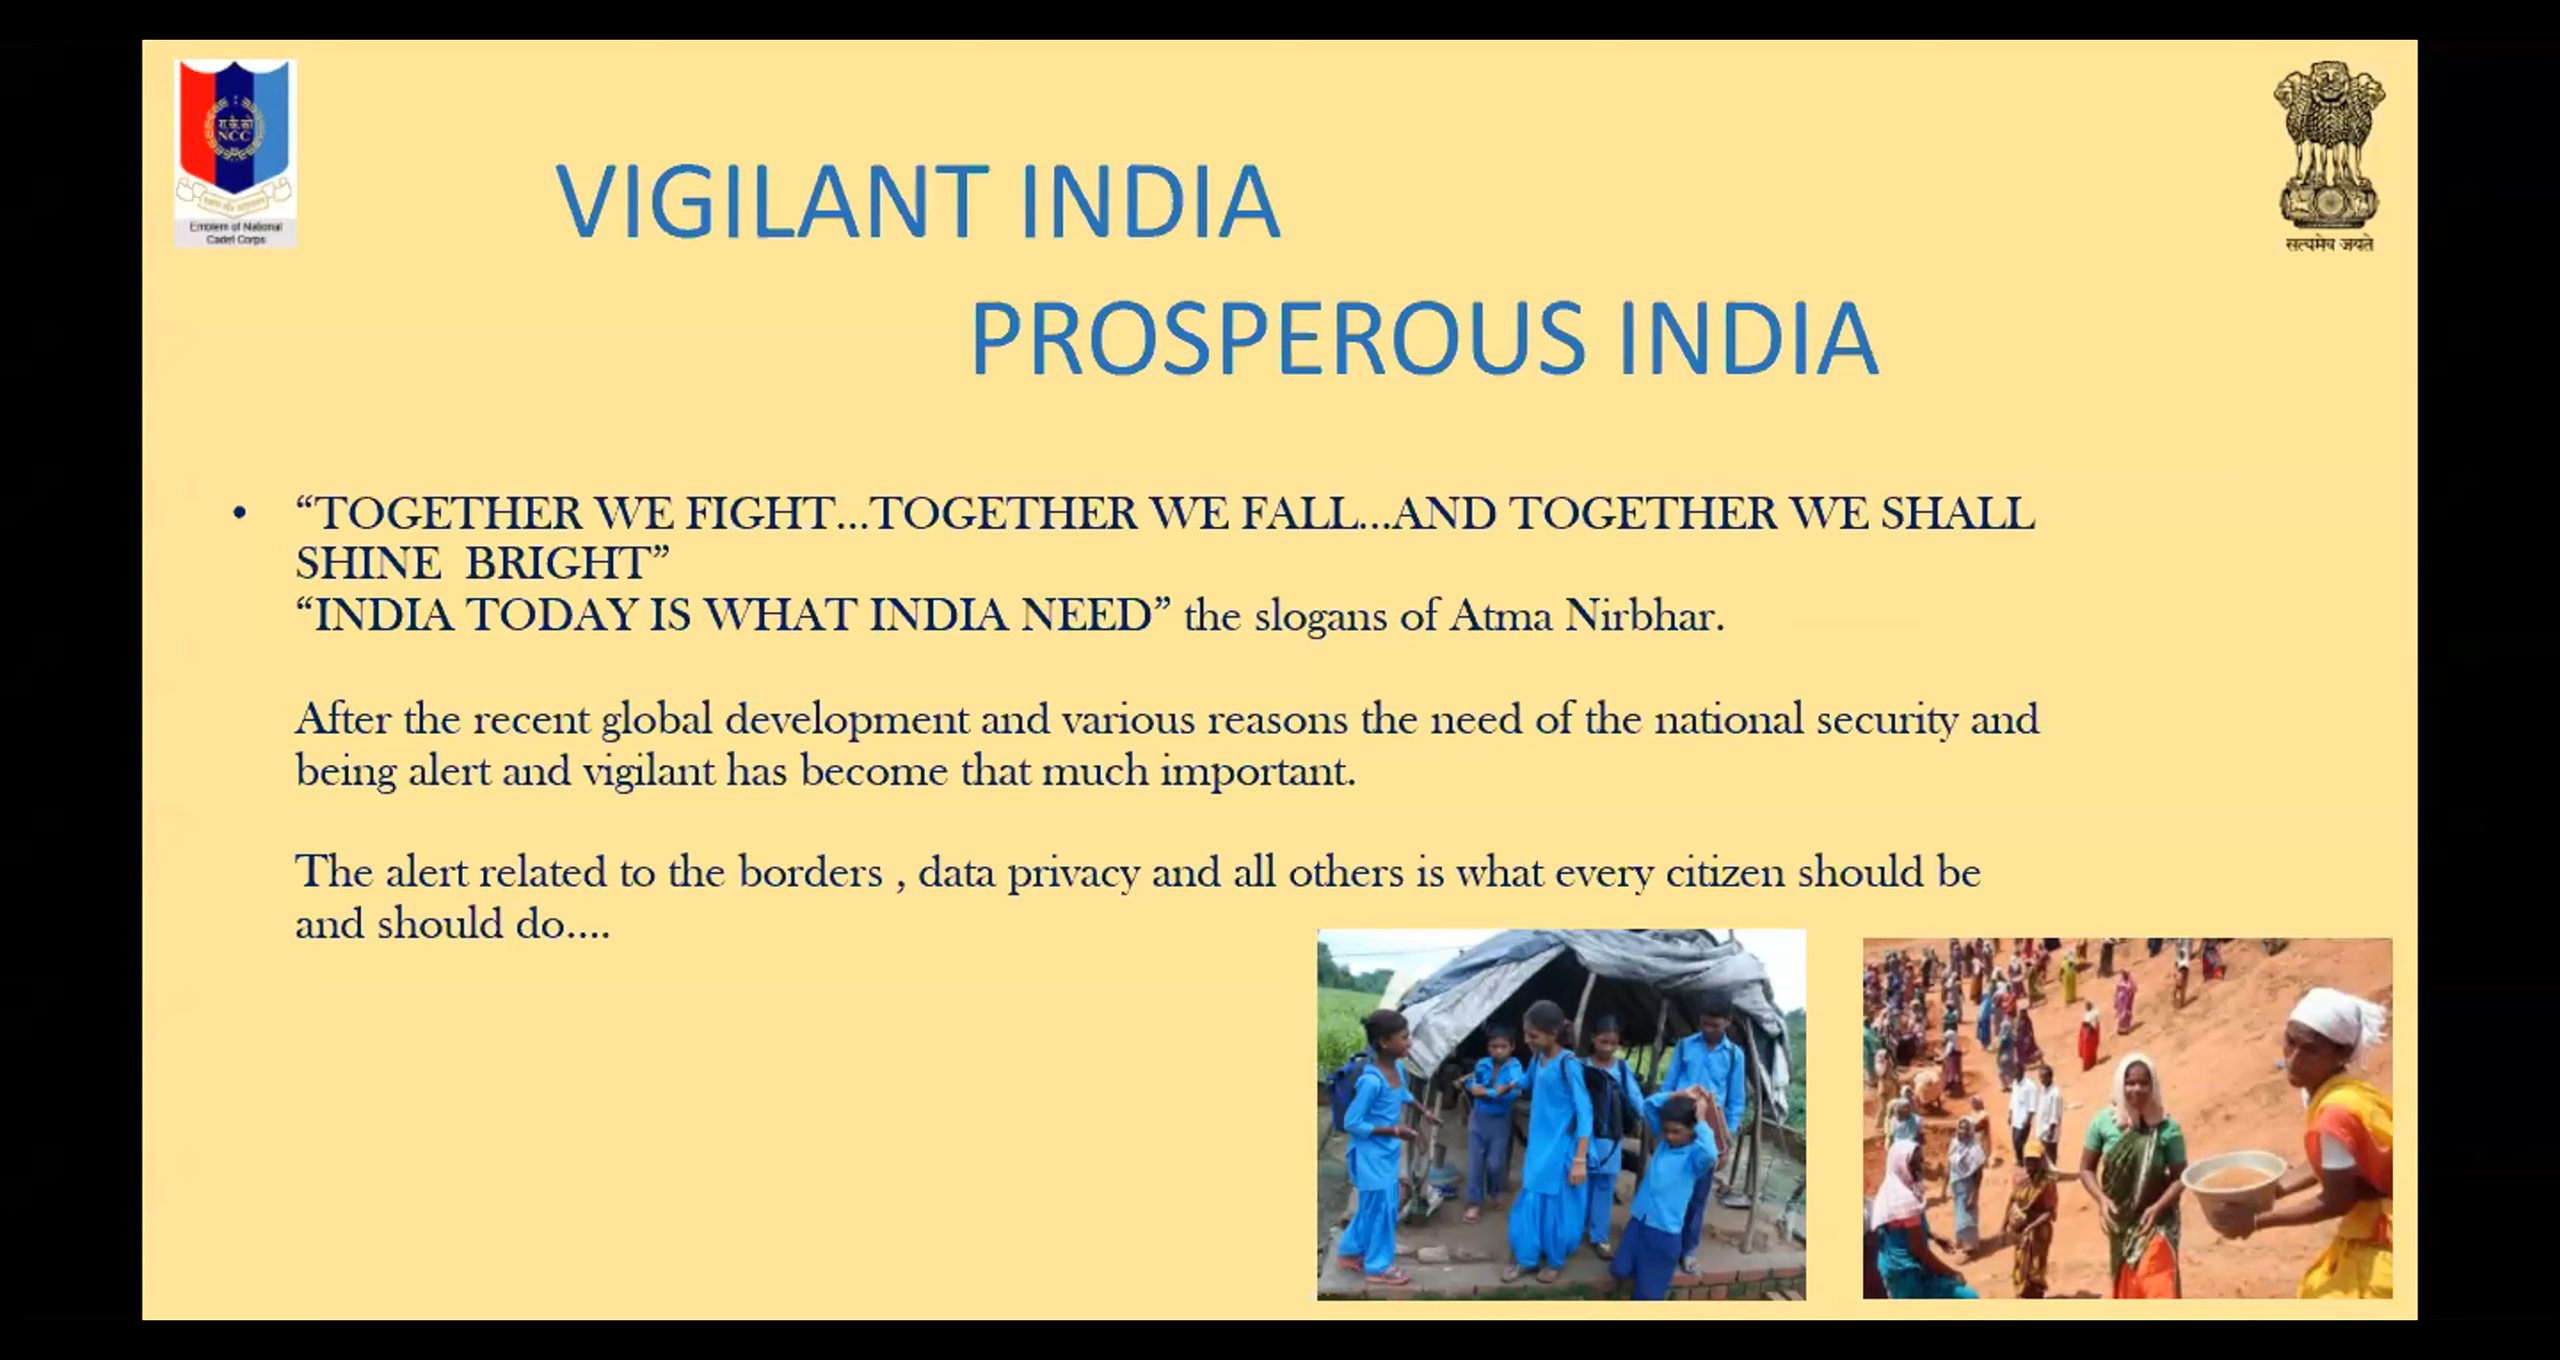 रा.के.को
NCC
Emblem of National
Cadet Corps
सत्यमेव जयते
VIGILANT INDIA
PROSPEROUS INDIA
• “TOGETHER WE FIGHT...TOGETHER WE FALL...AND TOGETHER WE SHALL
SHINE  BRIGHT”
“INDIA TODAY IS WHAT INDIA NEED” the slogans of Atma Nirbhar.
After the recent global development and various reasons the need of the national security and
being alert and vigilant has become that much important.
The alert related to the borders , data privacy and all others is what every citizen should be
and should do....